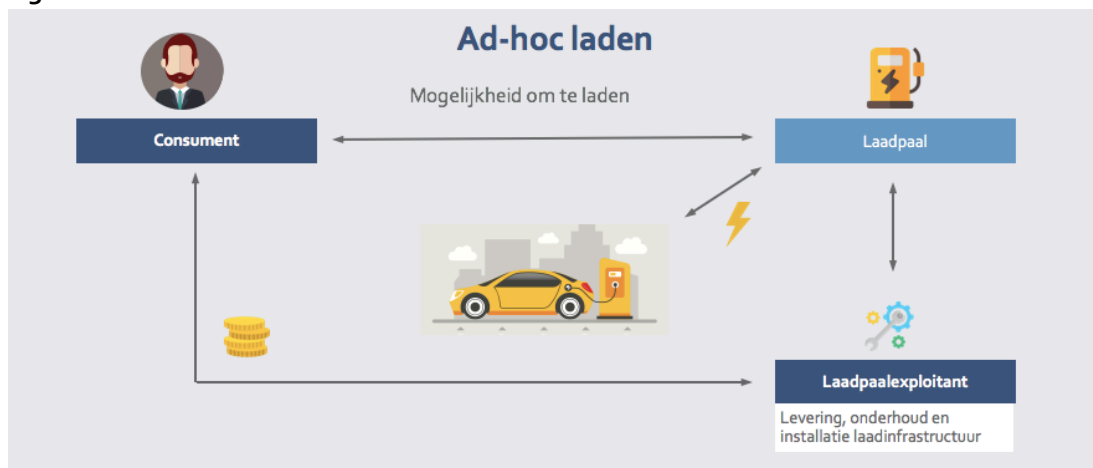 Ad-hoc laden
Mogelijkheid om te laden
Consument
Laadpaal
Laadpaalexploitant
Levering, onderhoud en
installatie laadinfrastructuur